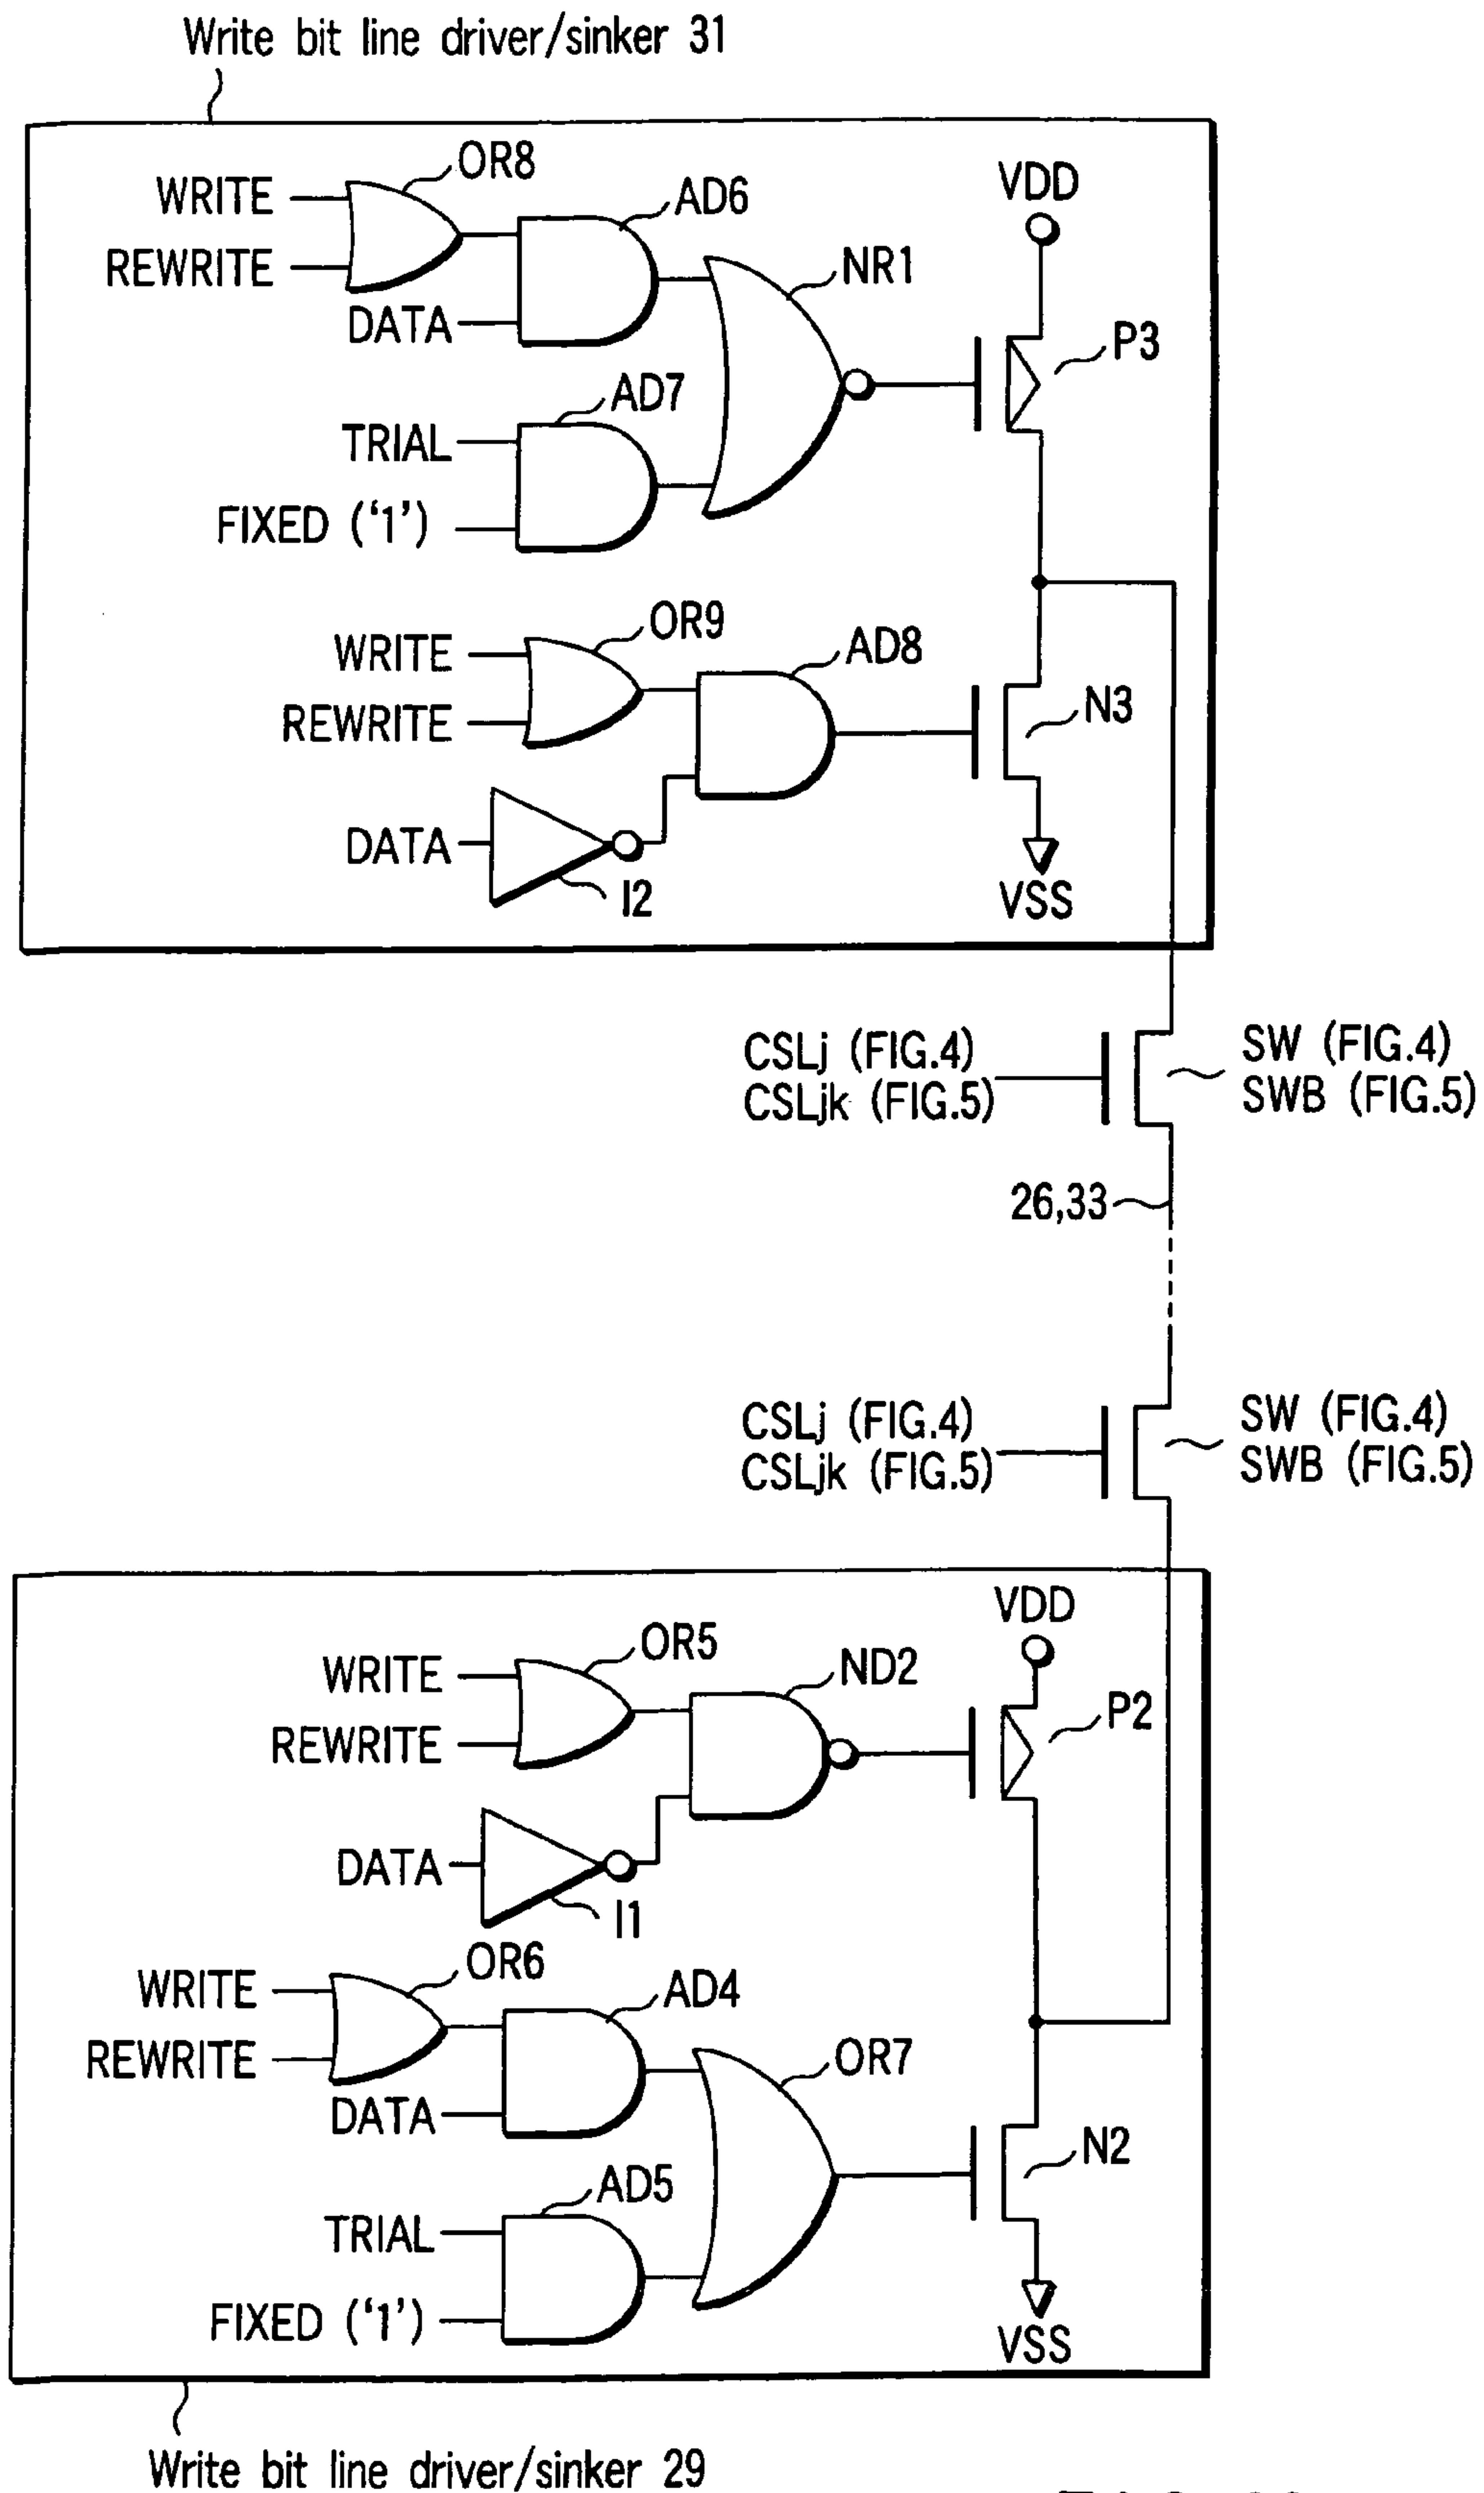 Write bit line driver/sinker 31
OR8
WRITE
AD6
VDD
REWRITE
NR1
DATA
P3
AD7
TRIAL
FIXED (‘1’)
OR9
WRITE
AD8
REWRITE
N3
DATA
I2
VSS
CSLj (FIG.4)
CSLjk (FIG.5)
SW (FIG.4)
SWB (FIG.5)
26,33
CSLj (FIG.4)
CSLjk (FIG.5)
SW (FIG.4)
SWB (FIG.5)
VDD
OR5
WRITE
ND2
REWRITE
P2
DATA
I1
OR6
WRITE
AD4
REWRITE
OR7
DATA
N2
AD5
TRIAL
FIXED (‘1’)
VSS
Write bit line driver/sinker 29